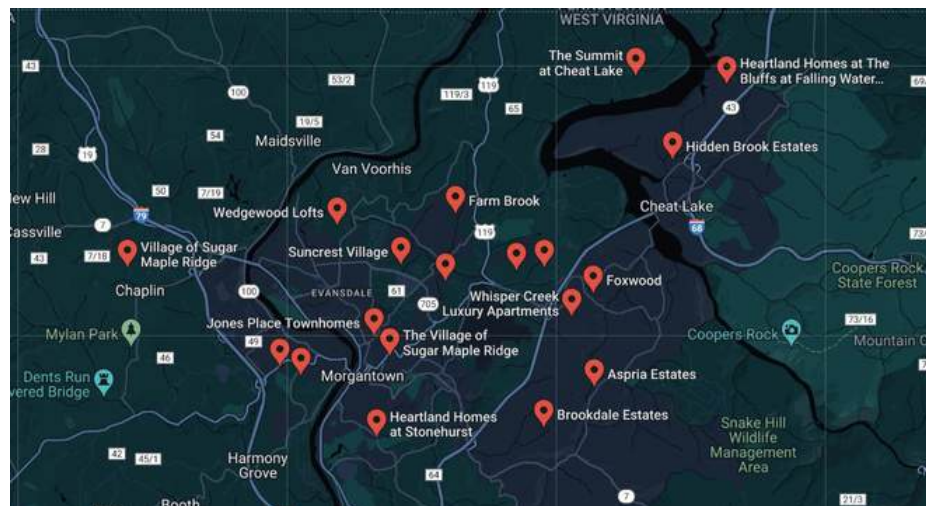 WEST VIRGINIA
43
53/2
100
119/3
119
65
The Summit
at Cheat Lake
Heartland Homes at The
Bluffs at Falling Water...
69/
43
19/5
54
Maidsville
28
19
Van Voorhis
Hidden Brook Estates
ew Hill
50
7/19
Wedgewood Lofts
Farm Brook
Cheat Lake
7
79
119
68
Cassville
43
7/18
Village of Sugar
Maple Ridge
Suncrest Village
73/
Chaplin
100
EVANSDALE
61
705
Whisper Creek
Luxury Apartments
Foxwood
Coopers Rock
State Forest
Mylan Park
49
Jones Place Townhomes
The Village of
Sugar Maple Ridge
Coopers Rock
73/16
Mountain C
46
Dents Run
vered Bridge
Morgantown
Aspria Estates
Heartland Homes
at Stonehurst
Brookdale Estates
Snake Hill
Wildlife
Management
Area
42
45/1
Harmony
Grove
64
7
21/3
Booth